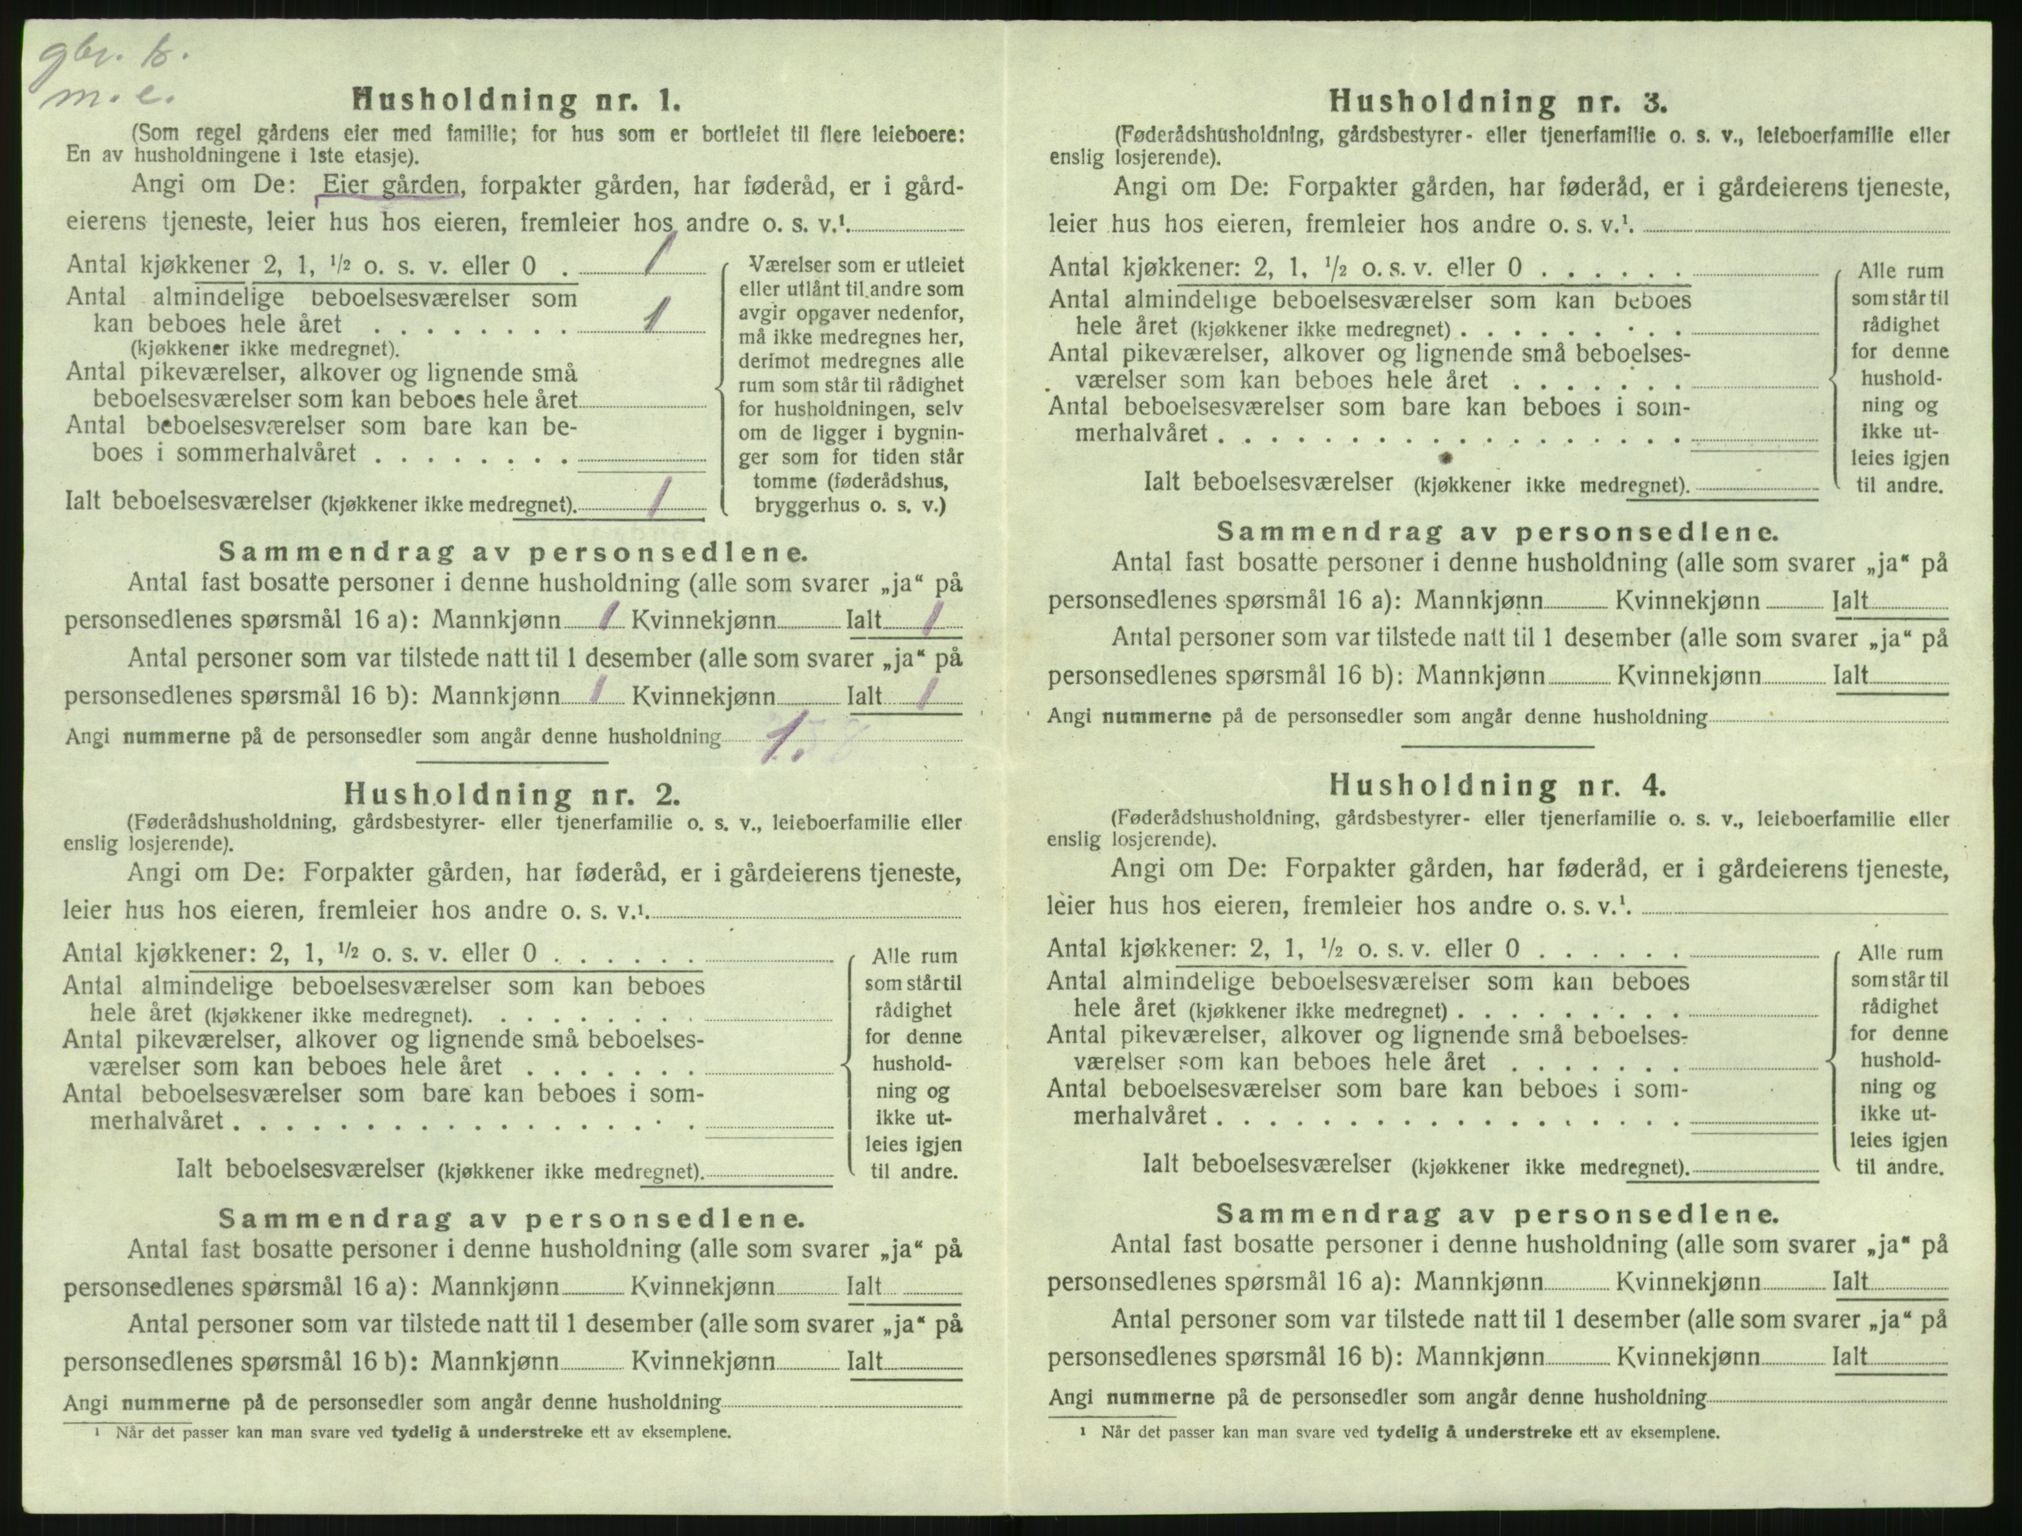 gbr. k.
m. e.
Husholdning nr. 1.
(Som regel gårdens eier med familie; for hus som er bortleiet til flere leieboere:
En av husholdningene i 1ste etasje).
Angi om De: Eier gården, forpakter gården, har føderåd, er i gård-
eierens tjeneste, leier hus hos eieren, fremleier hos andre o. s. v.¹.
Antal kjøkkener 2, 1, ½ o. s. v. eller 0 . 1
Antal almindelige beboelsesværelser som
kan beboes hele året . . . . . . . . 1
(kjøkkener ikke medregnet).
Antal pikeværelser, alkover og lignende små
beboelsesværelser som kan beboes hele året
Antal beboelsesværelser som bare kan be-
boes i sommerhalvåret . . . . . . . .
Ialt beboelsesværelser (kjøkkener ikke medregnet). 1
Værelser som er utleiet
eller utlånt til andre som
avgir opgaver nedenfor,
må ikke medregnes her,
derimot medregnes alle
rum som står til rådighet
for husholdningen, selv
om de ligger i bygnin-
ger som for tiden står
tomme (føderådshus,
bryggerhus o. s. v.)
Sammendrag av personsedlene.
Antal fast bosatte personer i denne husholdning (alle som svarer „ja“ på
personsedlenes spørsmål 16 a): Mannkjønn 1 Kvinnekjønn Ialt 1
Antal personer som var tilstede natt til 1 desember (alle som svarer „ja“ på
personsedlenes spørsmål 16 b): Mannkjønn 1 Kvinnekjønn Ialt 1
Angi nummerne på de personsedler som angår denne husholdning 1.
Husholdning nr. 2.
(Føderådshusholdning, gårdsbestyrer- eller tjenerfamilie o. s. v., leieboerfamilie eller
enslig losjerende).
Angi om De: Forpakter gården, har føderåd, er i gårdeierens tjeneste,
leier hus hos eieren, fremleier hos andre o. s. v.¹.
Antal kjøkkener: 2, 1, ½ o. s. v. eller 0 . . . . . .
Antal almindelige beboelsesværelser som kan beboes
hele året (kjøkkener ikke medregnet). . . . . . . . .
Antal pikeværelser, alkover og lignende små beboelses-
værelser som kan beboes hele året . . . . . . .
Antal beboelsesværelser som bare kan beboes i som-
merhalvåret . . . . . . . . . . . . . . . . . .
Ialt beboelsesværelser (kjøkkener ikke medregnet).
Alle rum
som står til
rådighet
for denne
hushold-
ning og
ikke ut-
leies igjen
til andre.
Sammendrag av personsedlene.
Antal fast bosatte personer i denne husholdning (alle som svarer „ja“ på
personsedlenes spørsmål 16 a): Mannkjønn Kvinnekjønn Ialt
Antal personer som var tilstede natt til 1 desember (alle som svarer „ja“ på
personsedlenes spørsmål 16 b): Mannkjønn Kvinnekjønn Ialt
Angi nummerne på de personsedler som angår denne husholdning
¹ Når det passer kan man svare ved tydelig å understreke ett av eksemplene.
Husholdning nr. 3.
(Føderådshusholdning, gårdsbestyrer- eller tjenerfamilie o. s. v., leieboerfamilie eller
enslig losjerende).
Angi om De: Forpakter gården, har føderåd, er i gårdeierens tjeneste,
leier hus hos eieren, fremleier hos andre o. s. v.¹.
Antal kjøkkener: 2, 1, ½ o. s. v. eller 0 . . . . . .
Antal almindelige beboelsesværelser som kan beboes
hele året (kjøkkener ikke medregnet) . . . . . . . . .
Antal pikeværelser, alkover og lignende små beboelses-
værelser som kan beboes hele året . . . . . . .
Antal beboelsesværelser som bare kan beboes i som-
merhalvåret . . . . . . . . . . . . . . . . . .
Ialt beboelsesværelser (kjøkkener ikke medregnet).
Alle rum
som står til
rådighet
for denne
hushold-
ning og
ikke ut-
leies igjen
til andre.
Sammendrag av personsedlene.
Antal fast bosatte personer i denne husholdning (alle som svarer „ja“ på
personsedlenes spørsmål 16 a): Mannkjønn Kvinnekjønn Ialt
Antal personer som var tilstede natt til 1 desember (alle som svarer „ja“ på
personsedlenes spørsmål 16 b): Mannkjønn Kvinnekjønn Ialt
Angi nummerne på de personsedler som angår denne husholdning
Husholdning nr. 4.
(Føderådshusholdning, gårdsbestyrer- eller tjenerfamilie o. s. v., leieboerfamilie eller
enslig losjerende).
Angi om De: Forpakter gården, har føderåd, er i gårdeierens tjeneste,
leier hus hos eieren, fremleier hos andre o. s. v.¹.
Antal kjøkkener: 2, 1, ½ o. s. v. eller 0 . . . . . .
Antal almindelige beboelsesværelser som kan beboes
hele året (kjøkkener ikke medregnet) . . . . . . . . .
Antal pikeværelser, alkover og lignende små beboelses-
værelser som kan beboes hele året . . . . . . .
Antal beboelsesværelser som bare kan beboes i som-
merhalvåret . . . . . . . . . . . . . . . . . .
Ialt beboelsesværelser (kjøkkener ikke medregnet).
Alle rum
som står til
rådighet
for denne
hushold-
ning og
ikke ut-
leies igjen
til andre.
Sammendrag av personsedlene.
Antal fast bosatte personer i denne husholdning (alle som svarer „ja“ på
personsedlenes spørsmål 16 a): Mannkjønn Kvinnekjønn Ialt
Antal personer som var tilstede natt til 1 desember (alle som svarer „ja“ på
personsedlenes spørsmål 16 b): Mannkjønn Kvinnekjønn Ialt
Angi nummerne på de personsedler som angår denne husholdning
¹ Når det passer kan man svare ved tydelig å understreke ett av eksemplene.